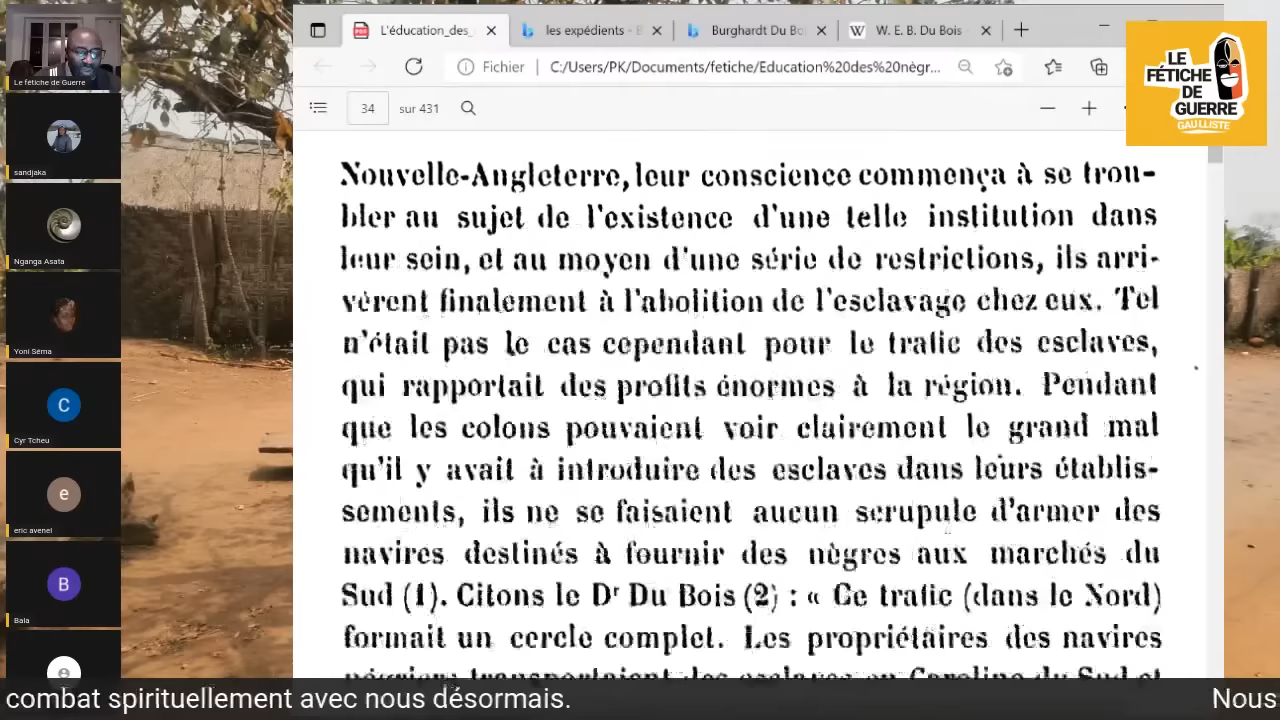 L'éducation_des_
les expédients - B
Burghardt Du Bo
W. E. B. Du Bois
Fichier
C:/Users/PK/Documents/fetiche/Education%20des%20nègr...
34
sur 431
LE
FÉTICHE
DE
GUERRE
GAULLISTE
Le fétiche de Guerre
sandjaka
Nganga Asata
Yoni Séma
C
Cyr Tcheu
e
eric avenel
B
Bala
Nouvelle-Angleterre, leur conscience commença à se trou-
bler au sujet de l'existence d'une telle institution dans
leur sein, et au moyen d'une série de restrictions, ils arri-
vèrent finalement à l'abolition de l'esclavage chez eux. Tel
n'était pas le cas cependant pour le trafic des esclaves,
qui rapportait des profits énormes à la région. Pendant
que les colons pouvaient voir clairement le grand mal
qu'il y avait à introduire des esclaves dans leurs établis-
sements, ils ne se faisaient aucun scrupule d'armer des
navires destinés à fournir des nègres aux marchés du
Sud (1). Citons le Dr Du Bois (2) : « Ce trafic (dans le Nord)
formait un cercle complet. Les propriétaires des navires
combat spirituellement avec nous désormais.
Nous